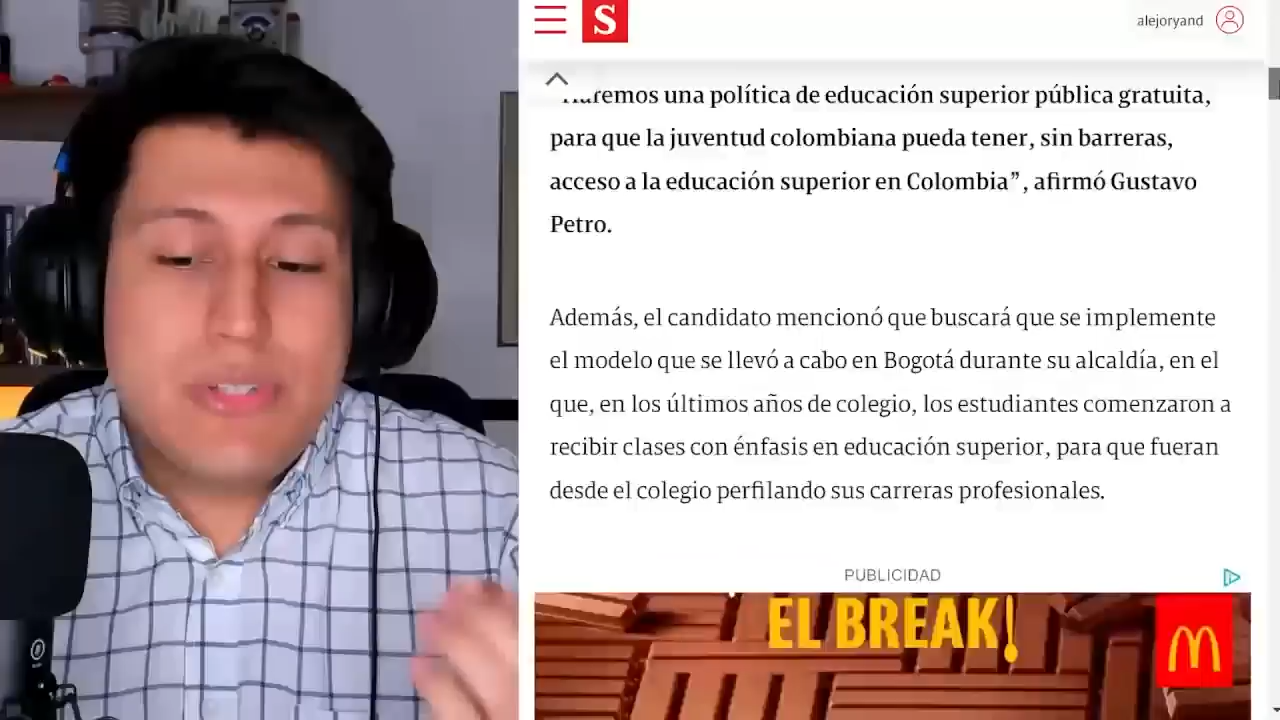 S
alejoryand
remos una política de educación superior pública gratuita,
para que la juventud colombiana pueda tener, sin barreras,
acceso a la educación superior en Colombia”, afirmó Gustavo
Petro.
Además, el candidato mencionó que buscará que se implemente
el modelo que se llevó a cabo en Bogotá durante su alcaldía, en el
que, en los últimos años de colegio, los estudiantes comenzaron a
recibir clases con énfasis en educación superior, para que fueran
desde el colegio perfilando sus carreras profesionales.
PUBLICIDAD
EL BREAK!